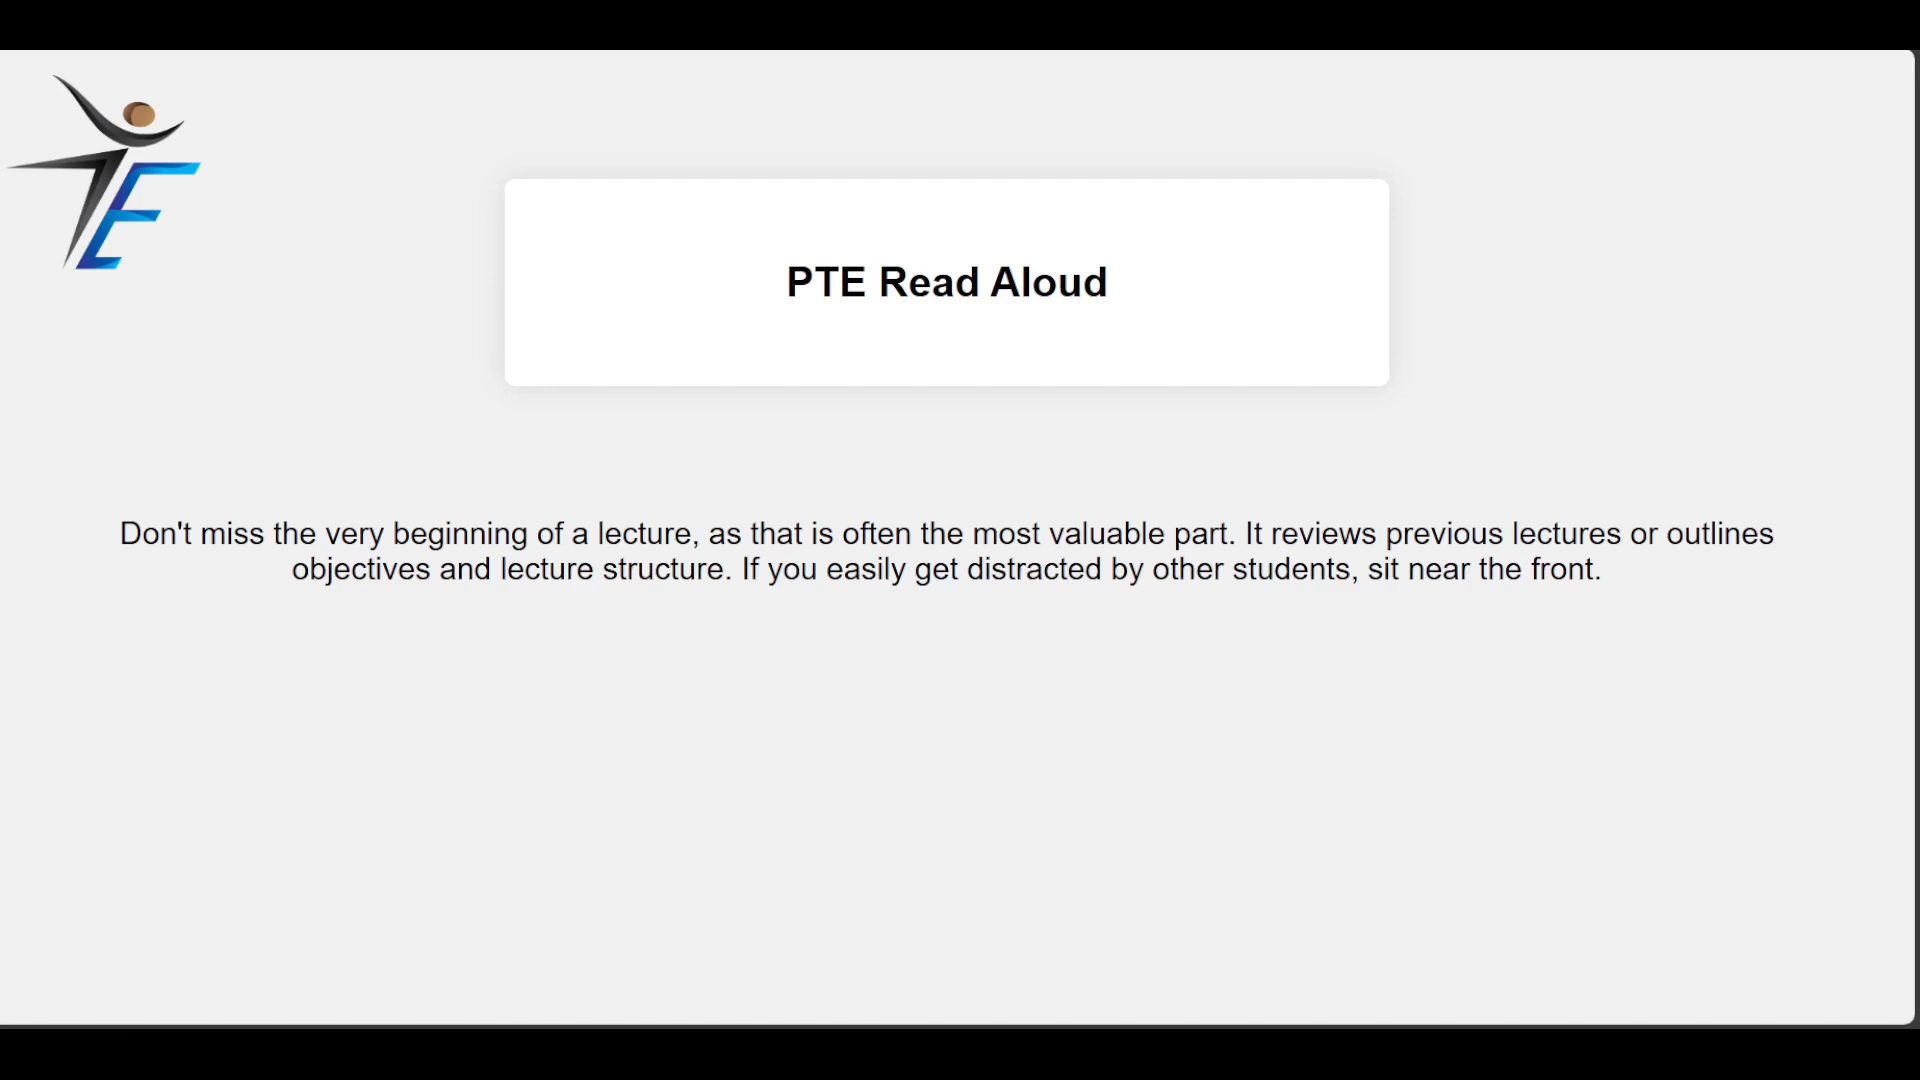 PTE Read Aloud
Don't miss the very beginning of a lecture, as that is often the most valuable part. It reviews previous lectures or outlines
objectives and lecture structure. If you easily get distracted by other students, sit near the front.